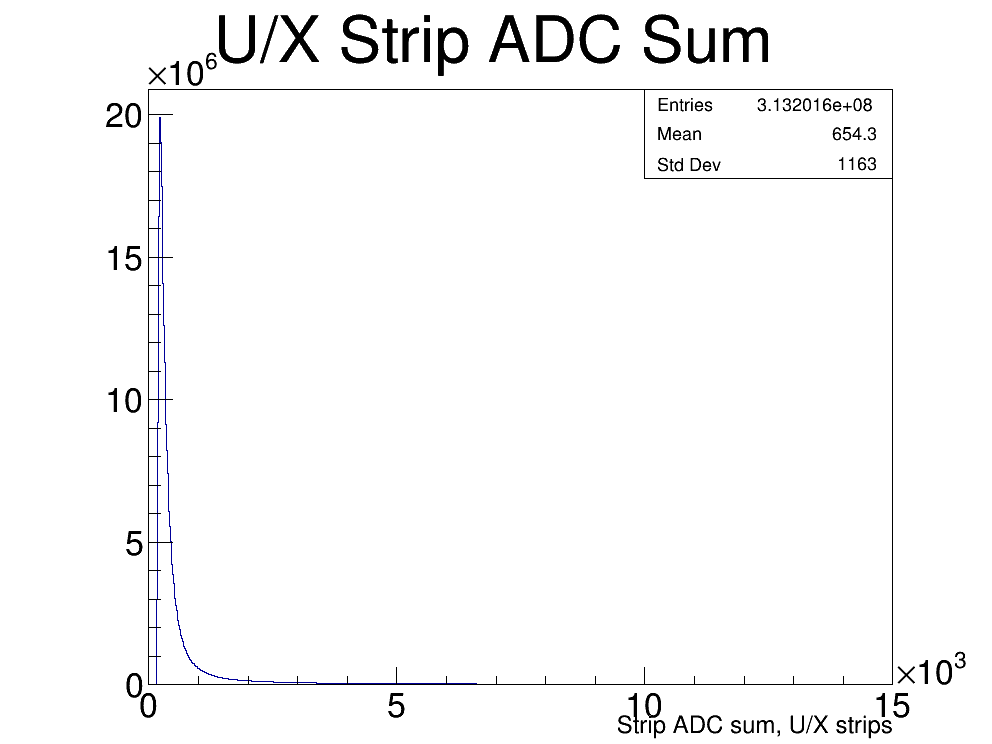 U/X Strip ADC Sum
×10⁶
Entries 3.132016e+08
Mean 654.3
Std Dev 1163
20
15
10
5
0
0 5 10 15
×10³
Strip ADC sum, U/X strips